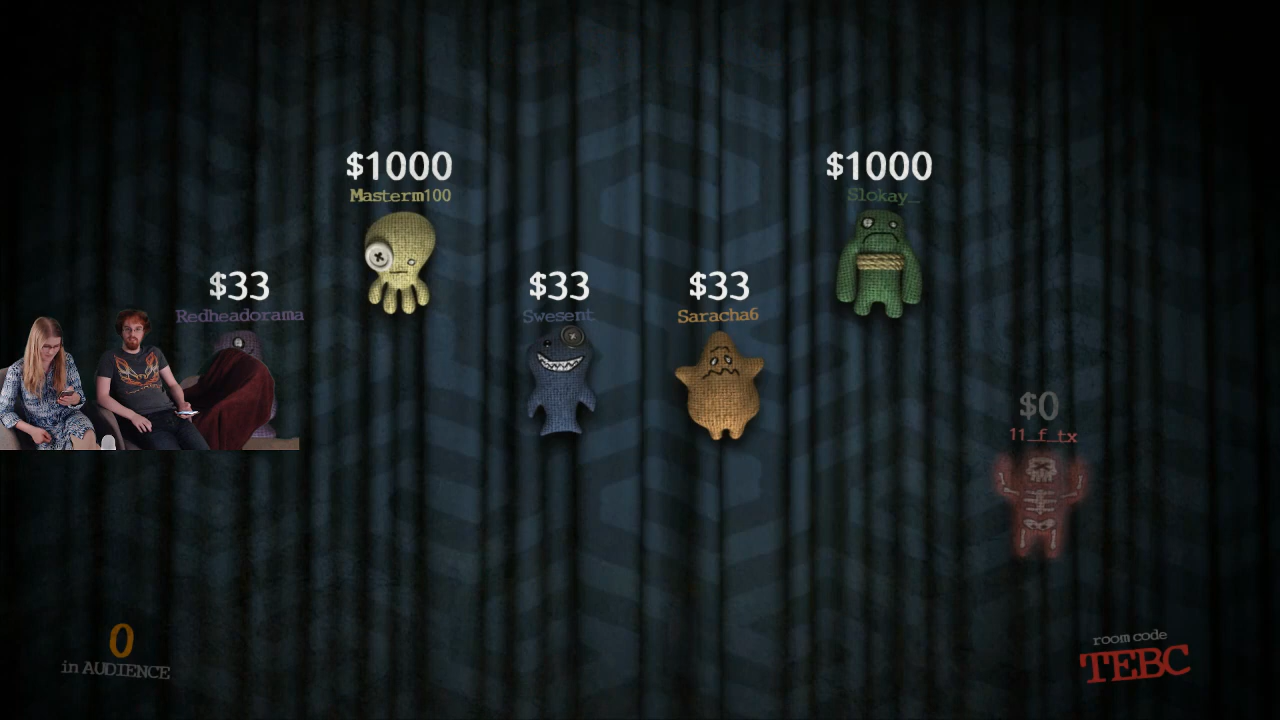 $1000
Masterm100
$1000
Slokay_
$33
Redheadorama
$33
Swesent
$33
Saracha6
$0
11_f_tx
0
in AUDIENCE
room code
TEBC